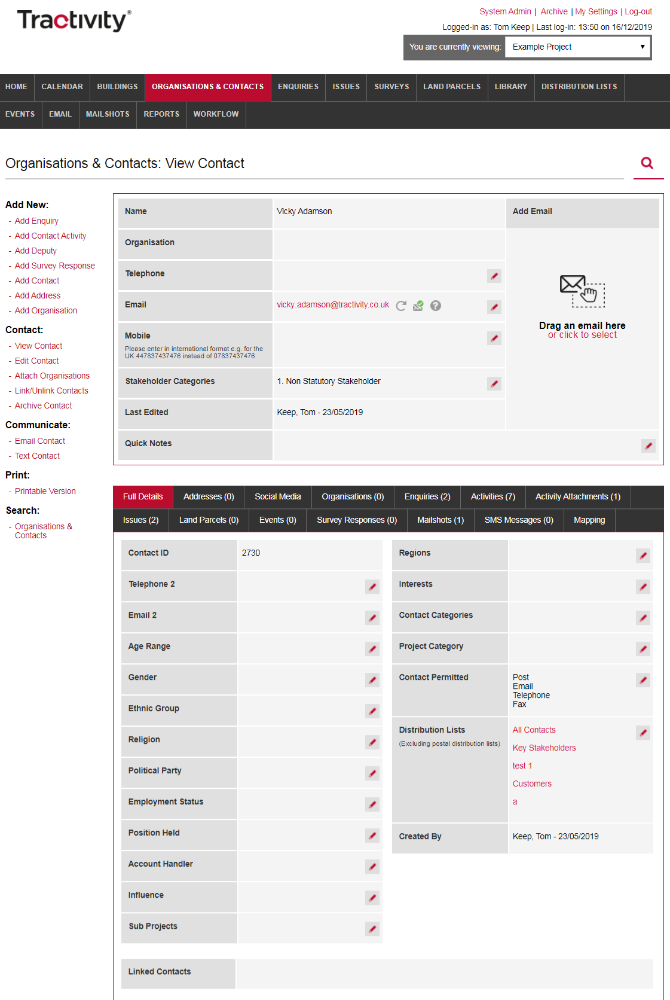 Tractivity®
System Admin | Archive | My Settings | Log-out
Logged-in as: Tom Keep | Last log-in: 13:50 on 16/12/2019
You are currently viewing: Example Project
HOME CALENDAR BUILDINGS ORGANISATIONS & CONTACTS ENQUIRIES ISSUES SURVEYS LAND PARCELS LIBRARY DISTRIBUTION LISTS
EVENTS EMAIL MAILSHOTS REPORTS WORKFLOW
Organisations & Contacts: View Contact
Add New:
- Add Enquiry
- Add Contact Activity
- Add Deputy
- Add Survey Response
- Add Contact
- Add Address
- Add Organisation
Contact:
- View Contact
- Edit Contact
- Attach Organisations
- Link/Unlink Contacts
- Archive Contact
Communicate:
- Email Contact
- Text Contact
Print:
- Printable Version
Search:
- Organisations &
Contacts
Name Vicky Adamson
Organisation
Telephone
Email vicky.adamson@tractivity.co.uk ?
Mobile
Please enter in international format e.g. for the
UK 447837437476 instead of 07837437476
Stakeholder Categories 1. Non Statutory Stakeholder
Last Edited Keep, Tom - 23/05/2019
Quick Notes
Add Email
Drag an email here
or click to select
Full Details Addresses (0) Social Media Organisations (0) Enquiries (2) Activities (7) Activity Attachments (1)
Issues (2) Land Parcels (0) Events (0) Survey Responses (0) Mailshots (1) SMS Messages (0) Mapping
Contact ID 2730
Telephone 2
Email 2
Age Range
Gender
Ethnic Group
Religion
Political Party
Employment Status
Position Held
Account Handler
Influence
Sub Projects
Regions
Interests
Contact Categories
Project Category
Contact Permitted Post
Email
Telephone
Fax
Distribution Lists All Contacts
(Excluding postal distribution lists)
Key Stakeholders
test 1
Customers
a
Created By Keep, Tom - 23/05/2019
Linked Contacts